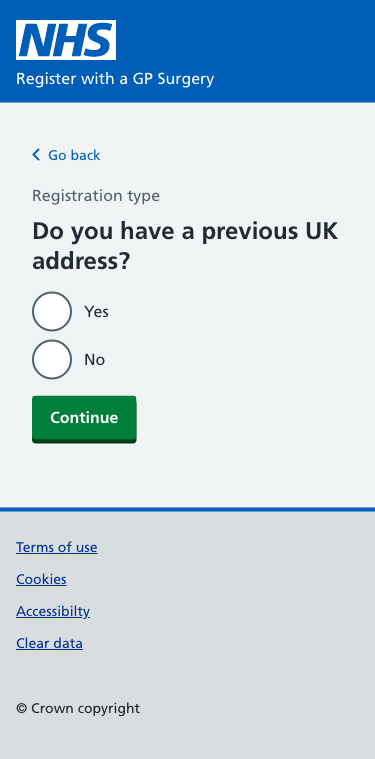 NHS
Register with a GP Surgery
Go back
Registration type
Do you have a previous UK
address?
Yes
No
Continue
Terms of use
Cookies
Accessibilty
Clear data
© Crown copyright